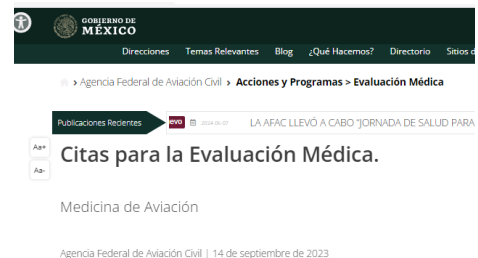 GOBIERNO DE
MÉXICO
Direcciones Temas Relevantes Blog ¿Qué Hacemos? Directorio Sitios d
> Agencia Federal de Aviación Civil > Acciones y Programas > Evaluación Médica
Publicaciones Recientes evo LA AFAC LLEVÓ A CABO "JORNADA DE SALUD PARA
Aa+
Citas para la Evaluación Médica.
Aa-
Medicina de Aviación
Agencia Federal de Aviación Civil | 14 de septiembre de 2023